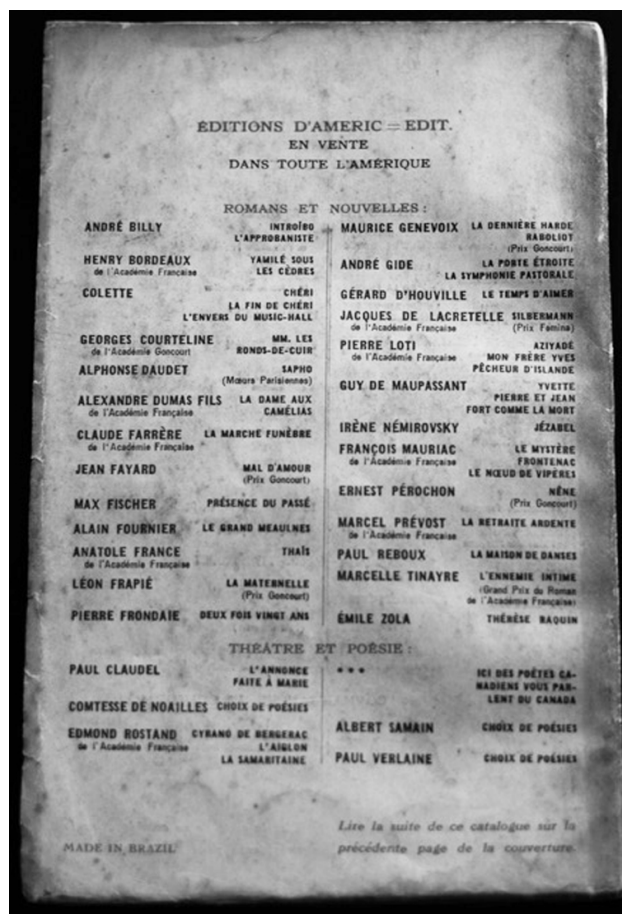 ÉDITIONS D'AMERIC = EDIT.
EN VENTE
DANS TOUTE L'AMÉRIQUE
ROMANS ET NOUVELLES :
ANDRÉ BILLY INTROÏBO
L'APPROBANISTE
HENRY BORDEAUX YAMILÉ SOUS
de l'Académie Française LES CÈDRES
COLETTE CHÉRI
LA FIN DE CHÉRI
L'ENVERS DU MUSIC-HALL
GEORGES COURTELINE MM. LES
de l'Académie Goncourt RONDS-DE-CUIR
ALPHONSE DAUDET SAPHO
(Mœurs Parisiennes)
ALEXANDRE DUMAS FILS LA DAME AUX
de l'Académie Française CAMÉLIAS
CLAUDE FARRÈRE LA MARCHE FUNÈBRE
de l'Académie Française
JEAN FAYARD MAL D'AMOUR
(Prix Goncourt)
MAX FISCHER PRÉSENCE DU PASSÉ
ALAIN FOURNIER LE GRAND MEAULNES
ANATOLE FRANCE THAÏS
de l'Académie Française
LÉON FRAPIÉ LA MATERNELLE
(Prix Goncourt)
PIERRE FRONDAIE DEUX FOIS VINGT ANS
MAURICE GENEVOIX LA DERNIÈRE HARDE
RABOLIOT
(Prix Goncourt)
ANDRÉ GIDE LA PORTE ÉTROITE
LA SYMPHONIE PASTORALE
GÉRARD D'HOUVILLE LE TEMPS D'AIMER
JACQUES DE LACRETELLE SILBERMANN
de l'Académie Française (Prix Femina)
PIERRE LOTI AZIYADÉ
de l'Académie Française MON FRÈRE YVES
PÊCHEUR D'ISLANDE
GUY DE MAUPASSANT YVETTE
PIERRE ET JEAN
FORT COMME LA MORT
IRÈNE NÉMIROVSKY JÉZABEL
FRANÇOIS MAURIAC LE MYSTÈRE
de l'Académie Française FRONTENAC
LE NŒUD DE VIPÈRES
ERNEST PÉROCHON NÊNE
(Prix Goncourt)
MARCEL PRÉVOST LA RETRAITE ARDENTE
de l'Académie Française
PAUL REBOUX LA MAISON DE DANSES
MARCELLE TINAYRE L'ENNEMIE INTIME
(Grand Prix du Roman
de l'Académie Française)
ÉMILE ZOLA THÉRÈSE RAQUIN
THÉATRE ET POÉSIE :
PAUL CLAUDEL L'ANNONCE
FAITE À MARIE
COMTESSE DE NOAILLES CHOIX DE POÉSIES
EDMOND ROSTAND CYRANO DE BERGERAC
de l'Académie Française L'AIGLON
LA SAMARITAINE
* * * ICI DES POÈTES CA-
NADIENS VOUS PAR-
LENT DU CANADA
ALBERT SAMAIN CHOIX DE POÉSIES
PAUL VERLAINE CHOIX DE POÉSIES
MADE IN BRAZIL
Lire la suite de ce catalogue sur la
précédente page de la couverture.